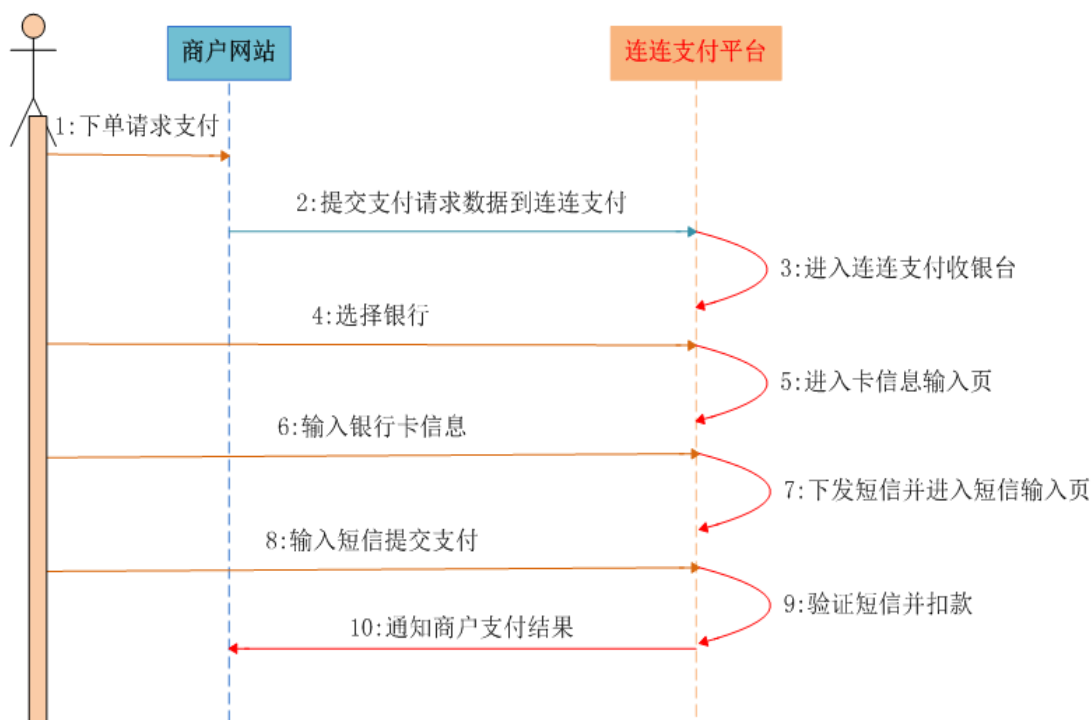 商户网站
连连支付平台
1:下单请求支付
2:提交支付请求数据到连连支付
3:进入连连支付收银台
4:选择银行
5:进入卡信息输入页
6:输入银行卡信息
7:下发短信并进入短信输入页
8:输入短信提交支付
9:验证短信并扣款
10:通知商户支付结果